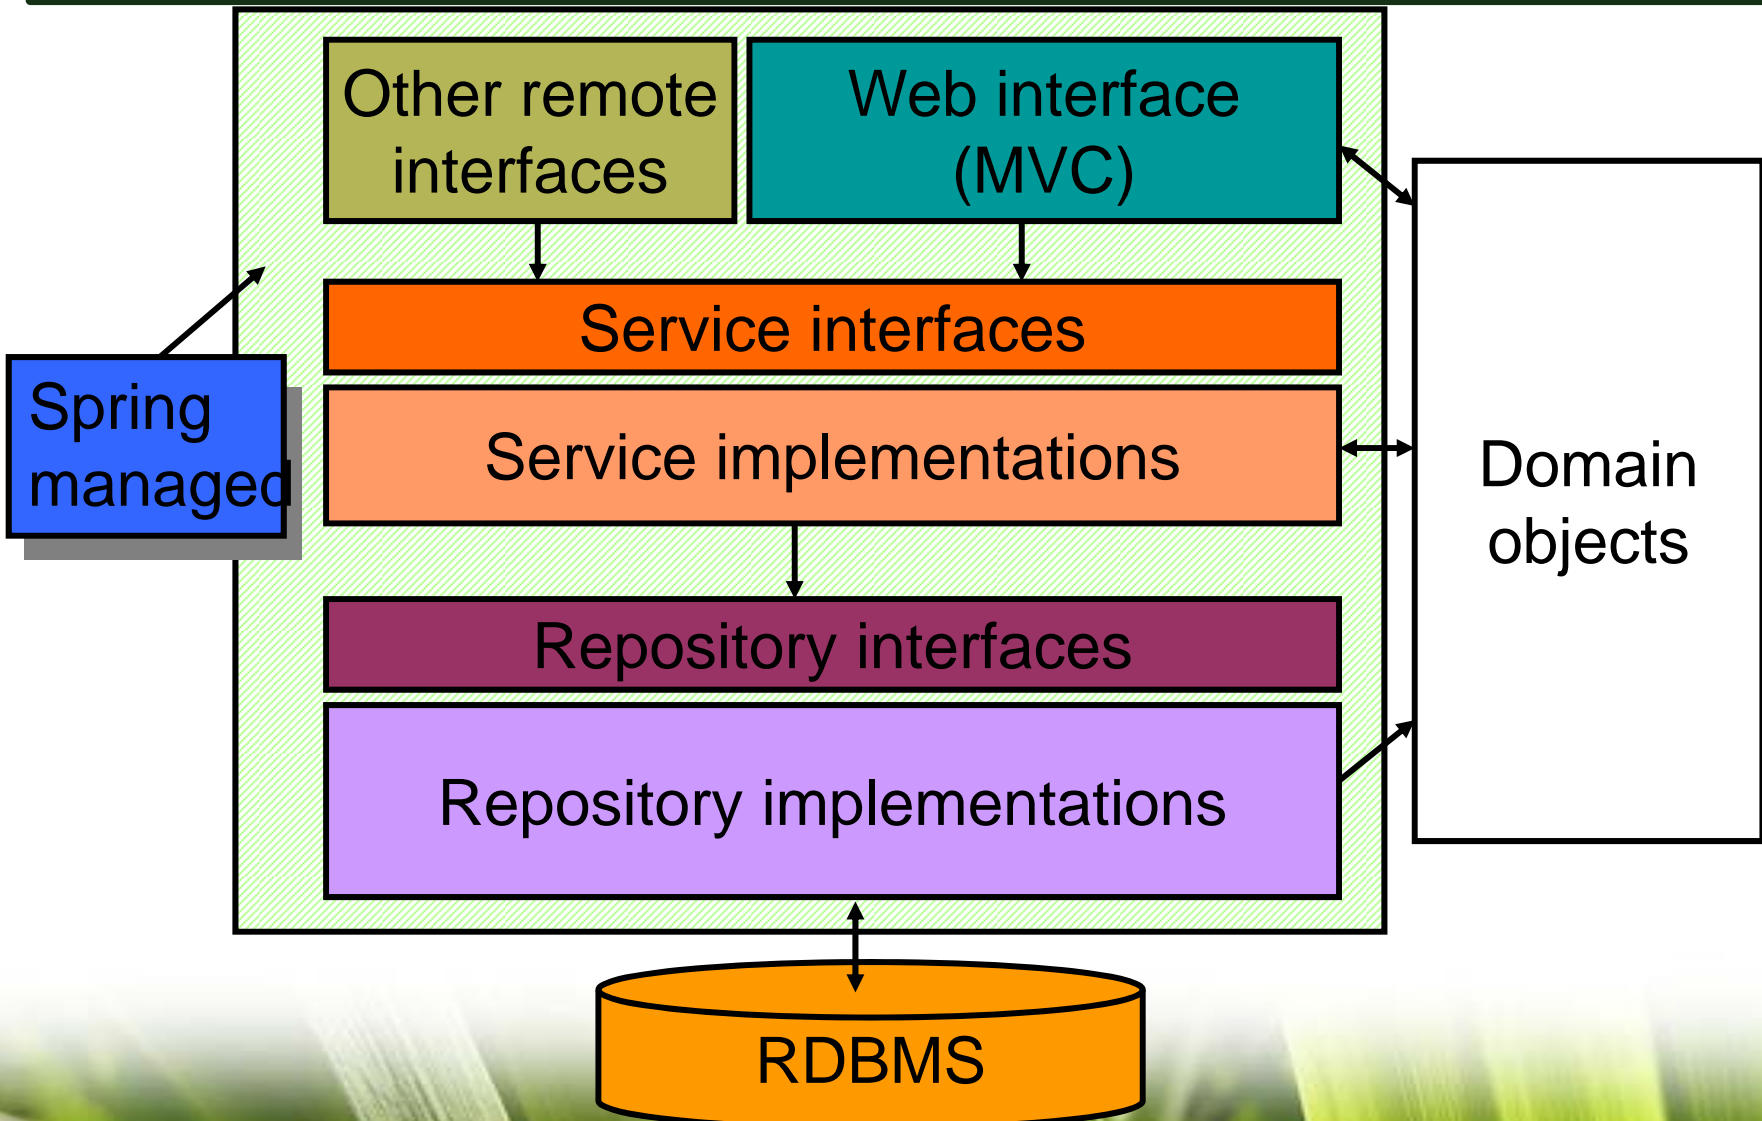 Other remote
interfaces
Web interface
(MVC)
Service interfaces
Spring
managed
Service implementations
Domain
objects
Repository interfaces
Repository implementations
RDBMS